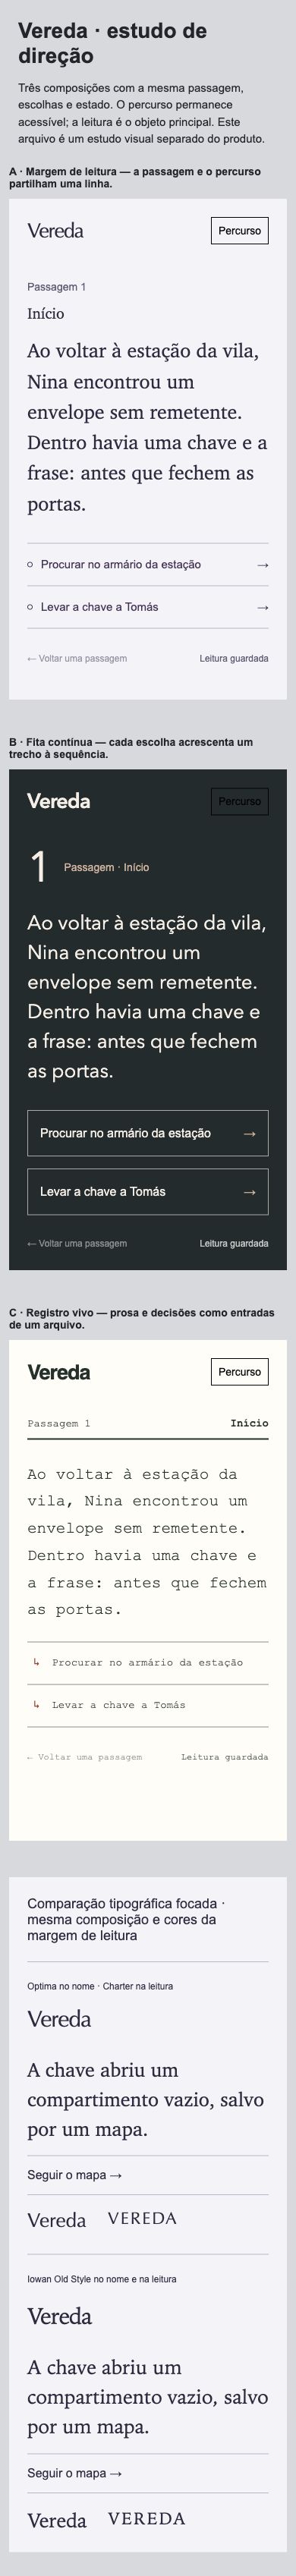 Vereda · estudo de
direção
Três composições com a mesma passagem,
escolhas e estado. O percurso permanece
acessível; a leitura é o objeto principal. Este
arquivo é um estudo visual separado do produto.
A · Margem de leitura — a passagem e o percurso
partilham uma linha.
Vereda
Percurso
Passagem 1
Início
Ao voltar à estação da vila,
Nina encontrou um
envelope sem remetente.
Dentro havia uma chave e a
frase: antes que fechem as
portas.
Procurar no armário da estação →
Levar a chave a Tomás →
← Voltar uma passagem
Leitura guardada
B · Fita contínua — cada escolha acrescenta um
trecho à sequência.
Vereda
Percurso
1 Passagem · Início
Ao voltar à estação da vila,
Nina encontrou um
envelope sem remetente.
Dentro havia uma chave e
a frase: antes que fechem
as portas.
Procurar no armário da estação →
Levar a chave a Tomás →
← Voltar uma passagem
Leitura guardada
C · Registro vivo — prosa e decisões como entradas
de um arquivo.
Vereda
Percurso
Passagem 1
Início
Ao voltar à estação da
vila, Nina encontrou um
envelope sem remetente.
Dentro havia uma chave e
a frase: antes que fechem
as portas.
↳ Procurar no armário da estação
↳ Levar a chave a Tomás
← Voltar uma passagem
Leitura guardada
Comparação tipográfica focada ·
mesma composição e cores da
margem de leitura
Optima no nome · Charter na leitura
Vereda
A chave abriu um
compartimento vazio, salvo
por um mapa.
Seguir o mapa →
Vereda VEREDA
Iowan Old Style no nome e na leitura
Vereda
A chave abriu um
compartimento vazio, salvo
por um mapa.
Seguir o mapa →
Vereda VEREDA